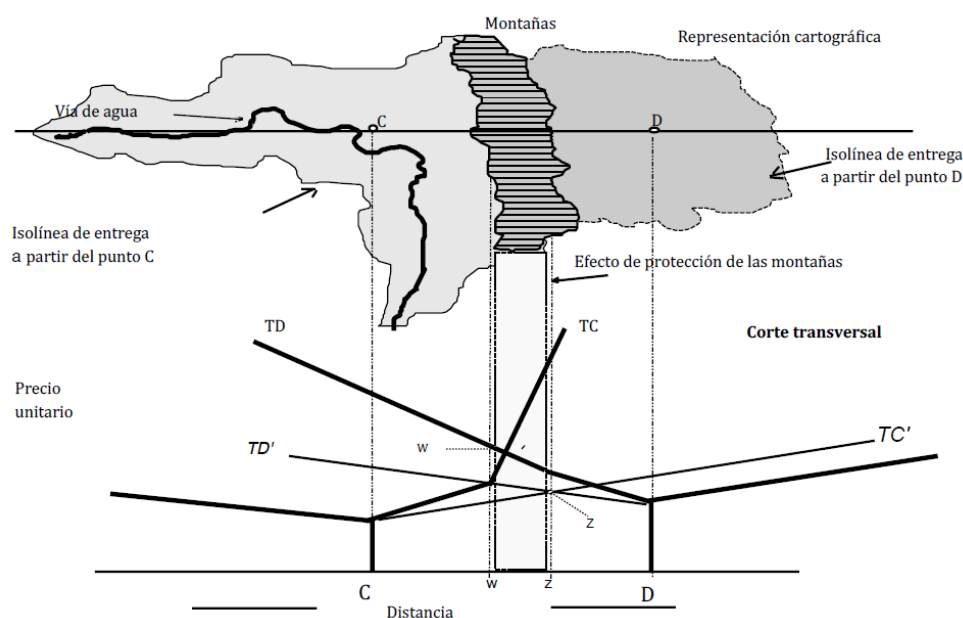 Montañas
Representación cartográfica
Vía de agua
C
D
Isolínea de entrega
a partir del punto D
Isolínea de entrega
a partir del punto C
Efecto de protección de las montañas
TD
TC
Corte transversal
Precio
unitario
TD'
W
TC'
Z
W
Z
C
D
Distancia